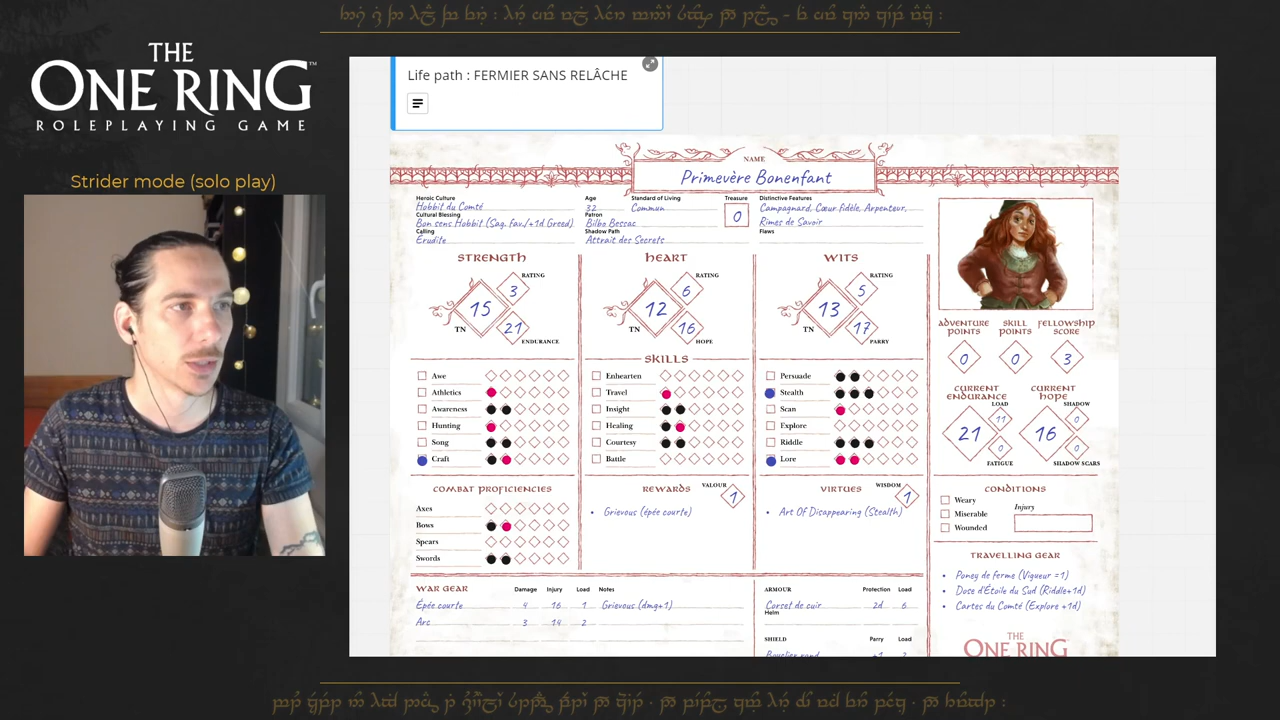 THE
ONE RING™
ROLEPLAYING GAME
Strider mode (solo play)
Life path : FERMIER SANS RELÂCHE
NAME
Primevère Bonenfant
Heroic Culture
Hobbit du Comté
Cultural Blessing
Bon sens Hobbit (Sag. Fav./+1d Greed)
Calling
Érudite
Age
32
Standard of Living
Commun
Treasure
0
Patron
Bilbo Bessac
Shadow Path
Attrait des Secrets
Distinctive Features
Campagnard, Cœur fidèle, Arpenteur,
Rimes de Savoir
Flaws
STRENGTH
RATING
3
15
TN
21
ENDURANCE
HEART
RATING
6
12
TN
16
HOPE
WITS
RATING
5
13
TN
17
PARRY
SKILLS
Awe
Athletics
Awareness
Hunting
Song
Craft
Enhearten
Travel
Insight
Healing
Courtesy
Battle
Persuade
Stealth
Scan
Explore
Riddle
Lore
ADVENTURE POINTS
0
SKILL POINTS
0
FELLOWSHIP SCORE
3
CURRENT ENDURANCE
LOAD
11
21
0
FATIGUE
CURRENT HOPE
SHADOW
0
16
0
SHADOW SCARS
COMBAT PROFICIENCIES
Axes
Bows
Spears
Swords
REWARDS
VALOUR
1
• Grievous (épée courte)
VIRTUES
WISDOM
1
• Art Of Disappearing (Stealth)
CONDITIONS
Weary
Miserable
Wounded
Injury
TRAVELLING GEAR
• Poney de ferme (Vigueur =1)
• Dose d'Étoile du Sud (Riddle+1d)
• Cartes du Comté (Explore +1d)
WAR GEAR Damage Injury Load Notes
Épée courte 4 16 1 Grievous (dmg+1)
Arc 3 14 2
ARMOUR Protection Load
Corset de cuir 2d 6
Helm
SHIELD Parry Load
Bouclier rond +1 2
THE
ONE RING